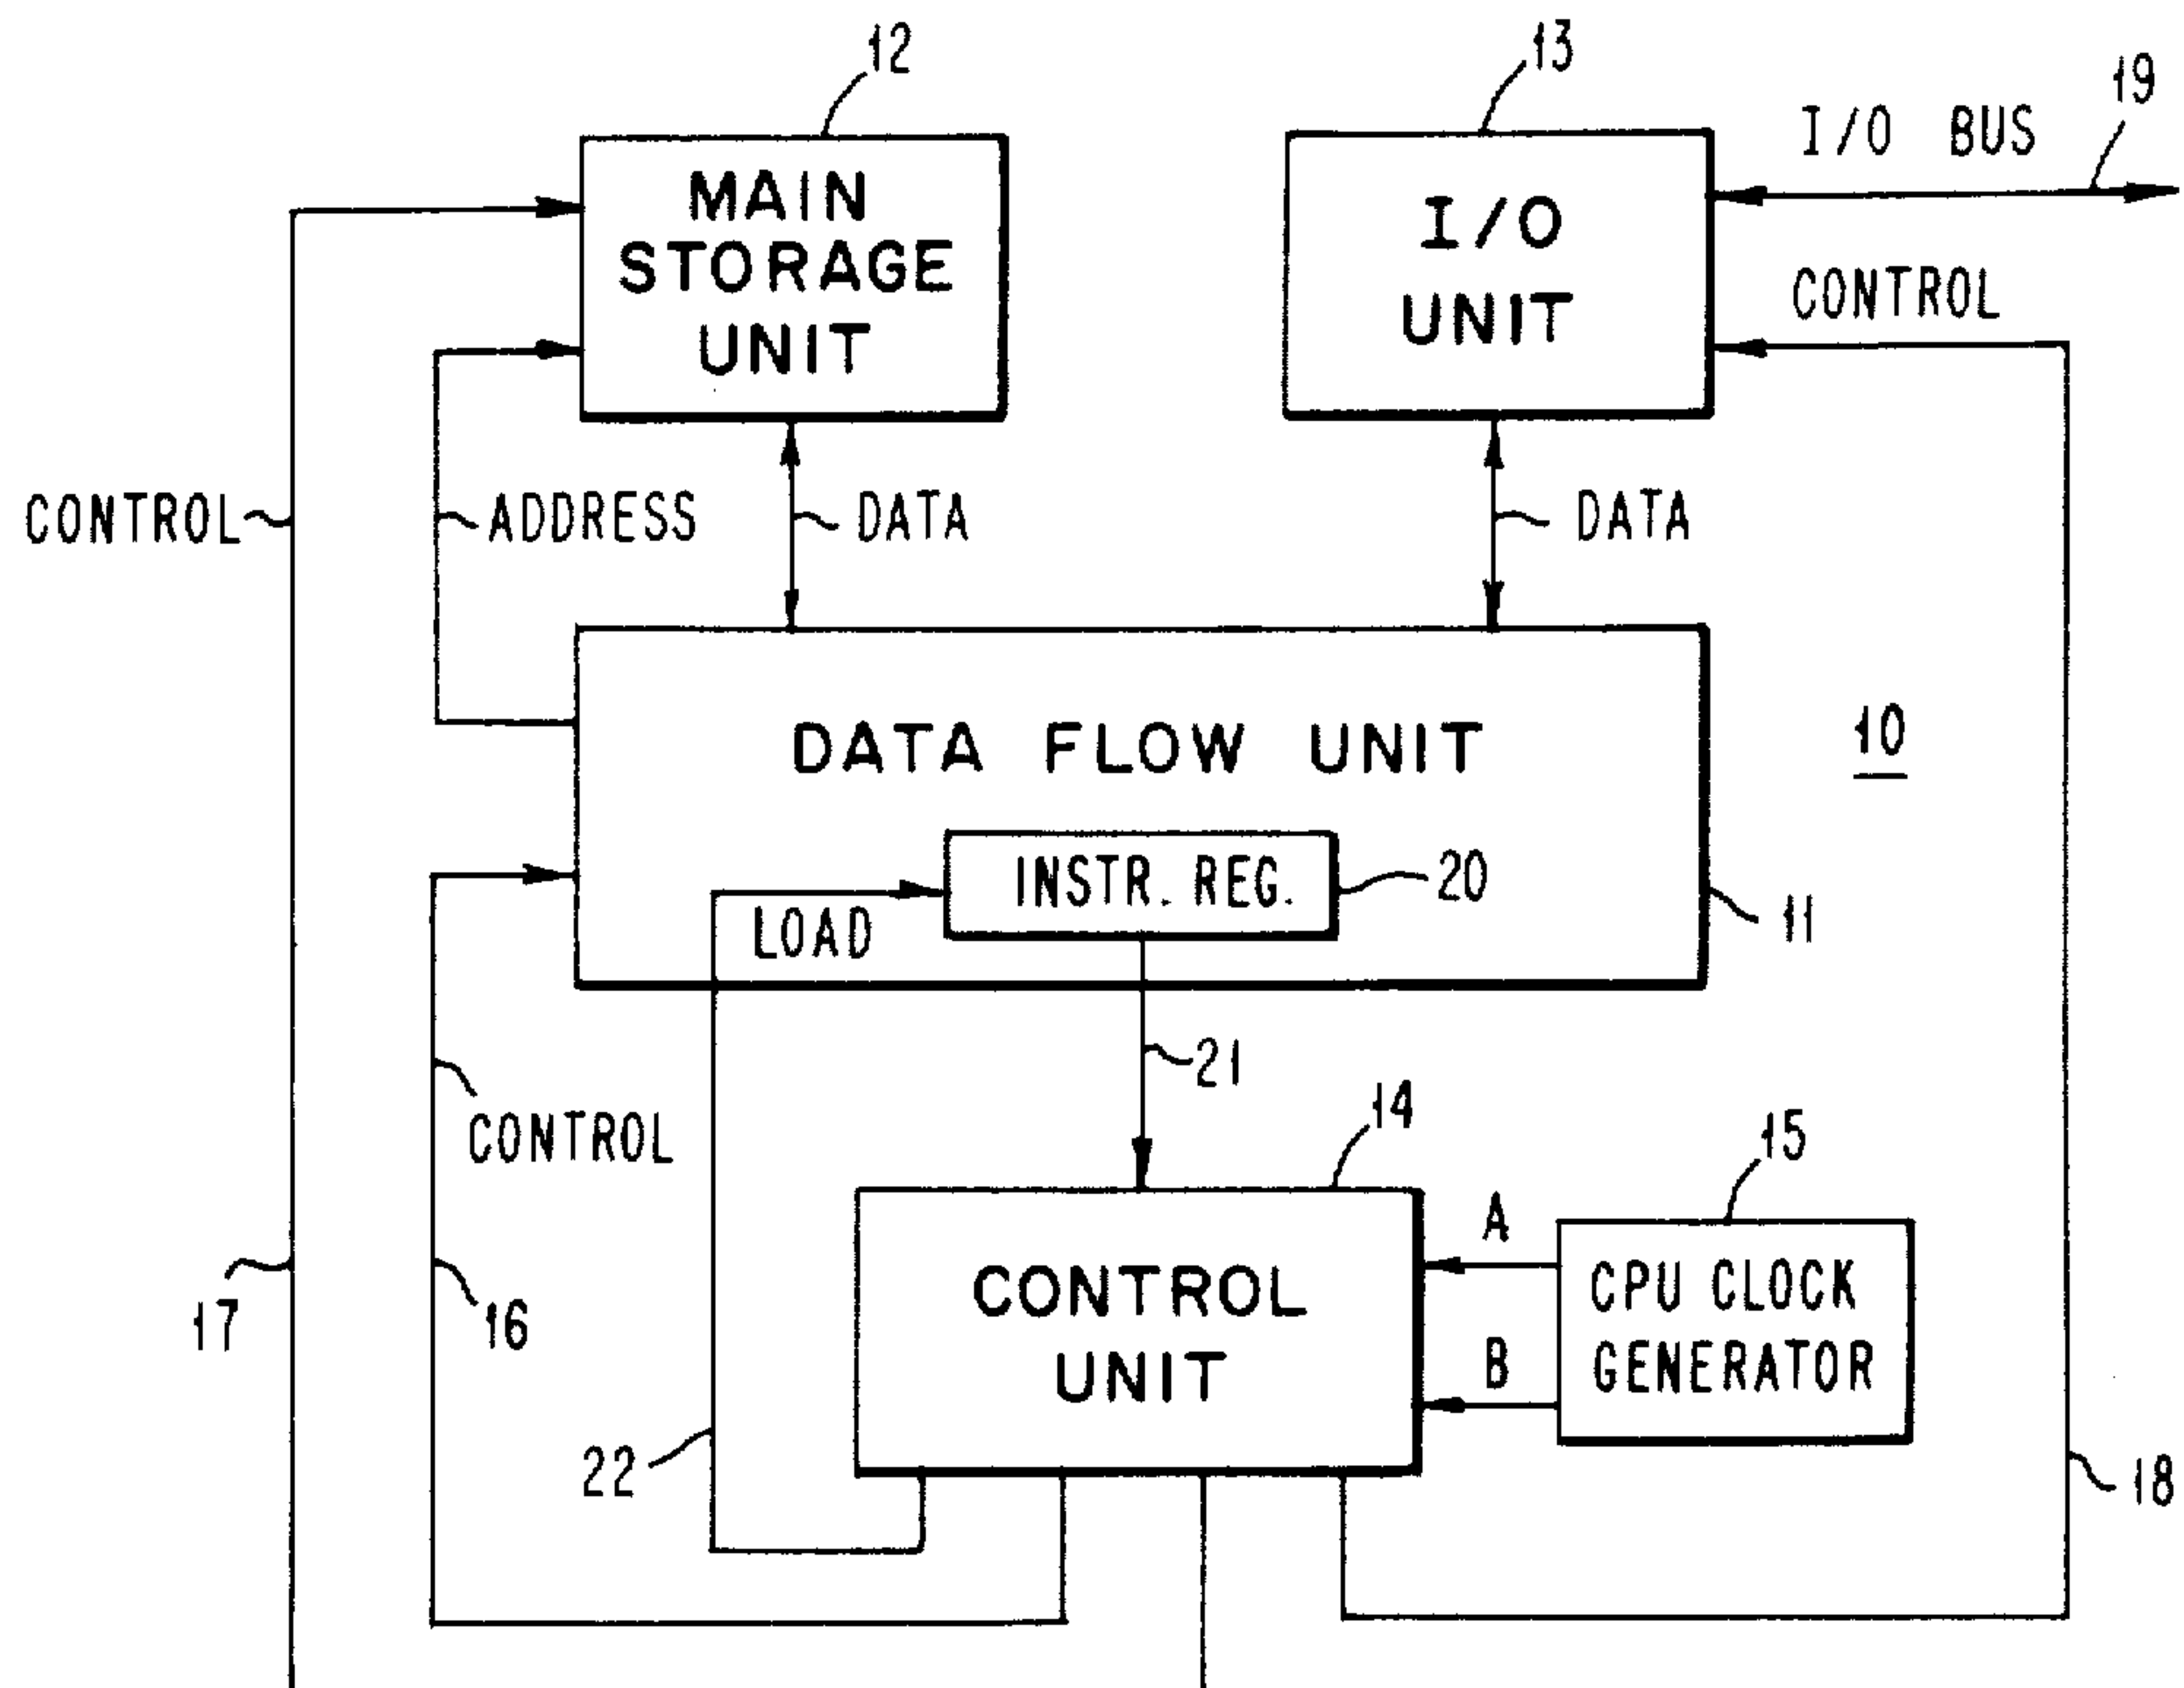 12
13
19
I/O BUS
MAIN
STORAGE
UNIT
I/O
UNIT
CONTROL
CONTROL
ADDRESS
DATA
DATA
DATA FLOW UNIT
10
INSTR. REG.
20
LOAD
11
21
CONTROL
14
15
A
CONTROL
UNIT
CPU CLOCK
GENERATOR
B
17
16
22
18